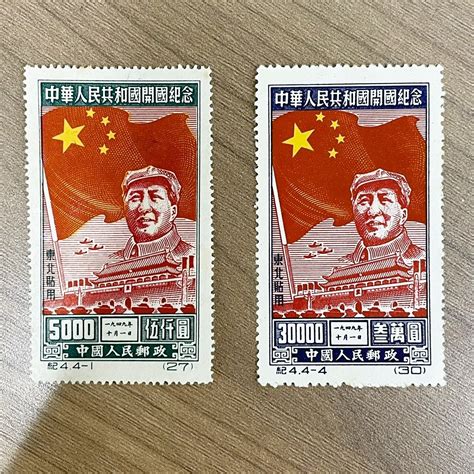 中華人民共和國開國紀念
東北貼用
5000 一九四九年十月一日 伍仟圓
中國人民郵政
紀4.4-1 (27)
中華人民共和國開國紀念
東北貼用
30000 一九四九年十月一日 叁萬圓
中國人民郵政
紀4.4-4 (30)